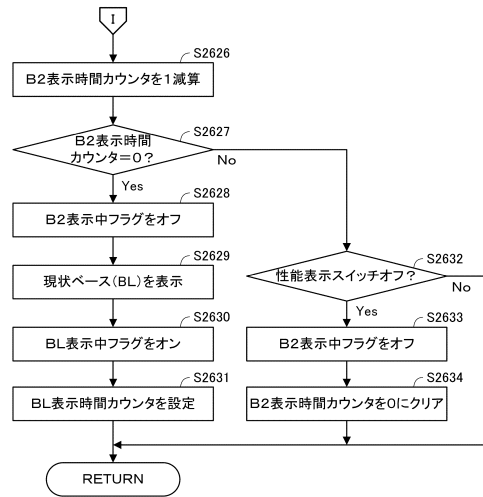 I
S2626
B2表示時間カウンタを1減算
S2627
B2表示時間
カウンタ=0?
No
Yes
S2628
B2表示中フラグをオフ
S2629
現状ベース(BL)を表示
S2630
BL表示中フラグをオン
S2631
BL表示時間カウンタを設定
S2632
性能表示スイッチオフ?
No
Yes
S2633
B2表示中フラグをオフ
S2634
B2表示時間カウンタを0にクリア
RETURN